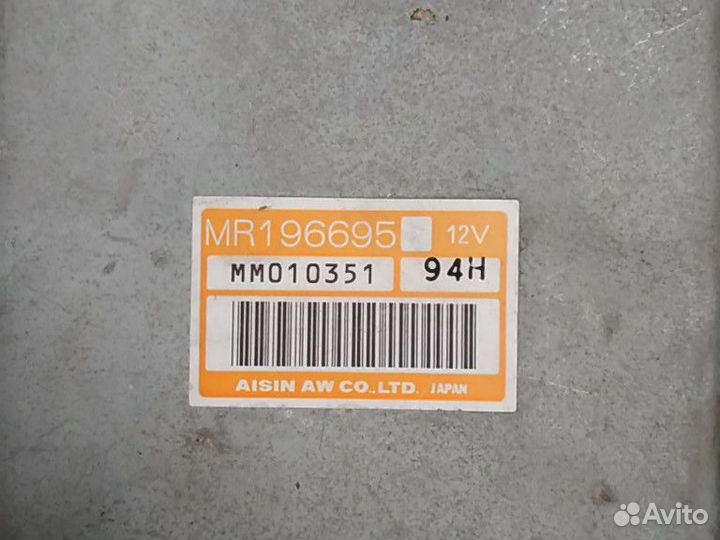 MR196695 12V
MM010351 94H
AISIN AW CO.,LTD. JAPAN
Avito